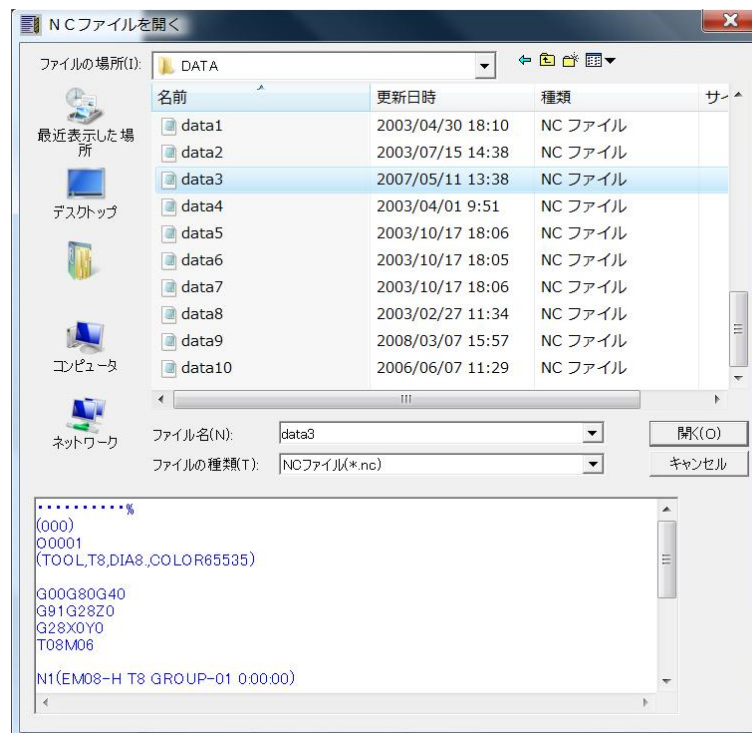 NCファイルを開く
ファイルの場所(I): DATA
最近表示した場所
デスクトップ
コンピュータ
ネットワーク
名前 更新日時 種類 サ
data1 2003/04/30 18:10 NC ファイル
data2 2003/07/15 14:38 NC ファイル
data3 2007/05/11 13:38 NC ファイル
data4 2003/04/01 9:51 NC ファイル
data5 2003/10/17 18:06 NC ファイル
data6 2003/10/17 18:05 NC ファイル
data7 2003/10/17 18:06 NC ファイル
data8 2003/02/27 11:34 NC ファイル
data9 2008/03/07 15:57 NC ファイル
data10 2006/06/07 11:29 NC ファイル
ファイル名(N): data3 開く(O)
ファイルの種類(T): NCファイル(*.nc) キャンセル
・・・・・・・・・・%
(000)
O0001
(TOOL,T8,DIA8.,COLOR65535)
G00G80G40
G91G28Z0
G28X0Y0
T08M06
N1(EM08-H T8 GROUP-01 0:00:00)